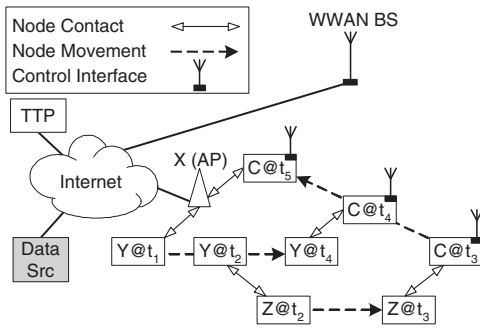 Node Contact
Node Movement
Control Interface
WWAN BS
TTP
X (AP)
Internet
C@t5
C@t4
Data
Src
Y@t1
Y@t2
Y@t4
C@t3
Z@t2
Z@t3